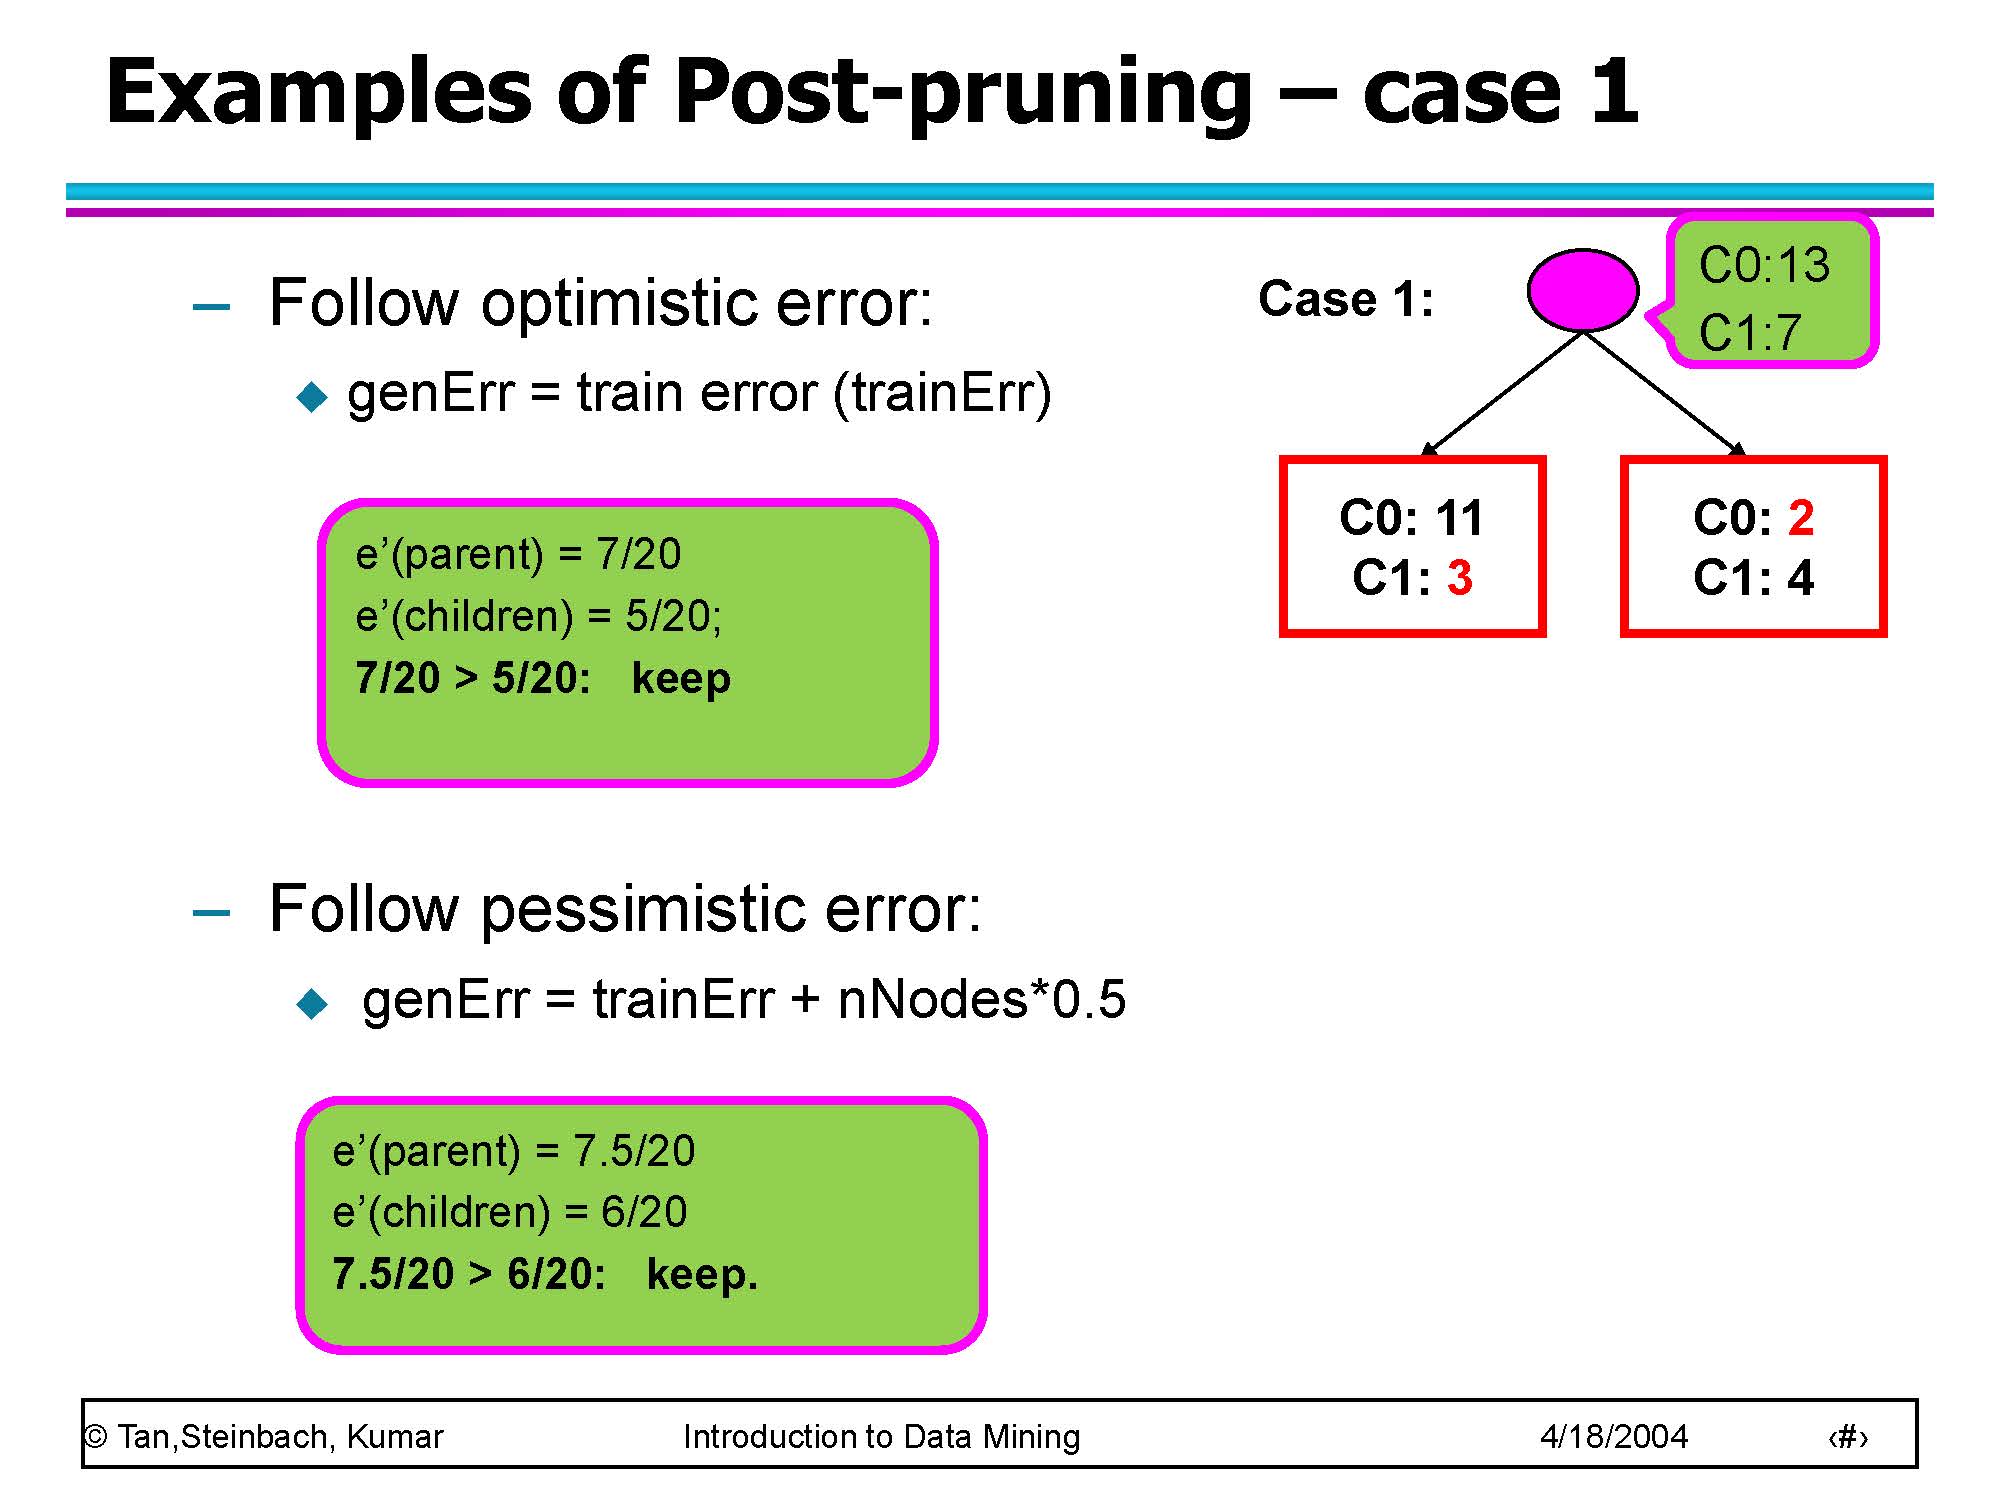 Examples of Post-pruning – case 1
– Follow optimistic error:
◆ genErr = train error (trainErr)
e’(parent) = 7/20
e’(children) = 5/20;
7/20 > 5/20: keep
Case 1:
C0:13
C1:7
C0: 11
C1: 3
C0: 2
C1: 4
– Follow pessimistic error:
◆ genErr = trainErr + nNodes*0.5
e’(parent) = 7.5/20
e’(children) = 6/20
7.5/20 > 6/20: keep.
© Tan,Steinbach, Kumar Introduction to Data Mining 4/18/2004 ‹#›